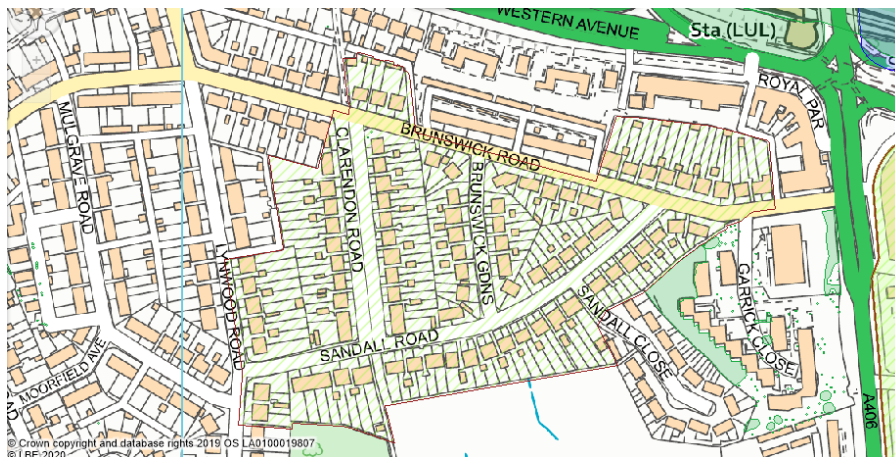 WESTERN AVENUE
Sta (LUL)
ROYAL PAR
MULGRAVE ROAD
CLARENDON ROAD
BRUNSWICK ROAD
BRUNSWICK GDNS
LYNWOOD ROAD
SANDALL ROAD
SANDALL CLOSE
GARRICK CLOSE
MOORFIELD AVE
A406
© Crown copyright and database rights 2019 OS LA0100019807
© LBE 2020